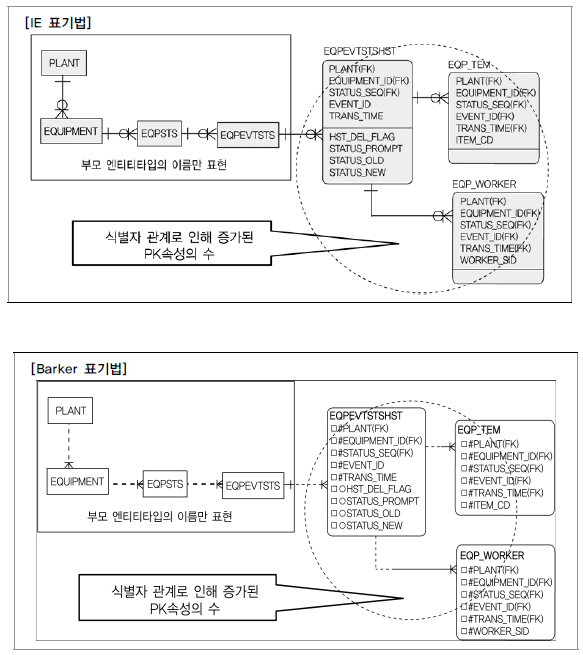 [IE 표기법]
PLANT
EQUIPMENT
EQPSTS
EQPEVTSTS
부모 엔티티타입의 이름만 표현
EQPEVTSTSHST
PLANT(FK)
EQUIPMENT_ID(FK)
STATUS_SEQ(FK)
EVENT_ID
TRANS_TIME
HST_DEL_FLAG
STATUS_PROMPT
STATUS_OLD
STATUS_NEW
EQP_TEM
PLANT(FK)
EQUIPMENT_ID(FK)
STATUS_SEQ(FK)
EVENT_ID(FK)
TRANS_TIME(FK)
ITEM_CD
EQP_WORKER
PLANT(FK)
EQUIPMENT_ID(FK)
STATUS_SEQ(FK)
EVENT_ID(FK)
TRANS_TIME(FK)
WORKER_SID
식별자 관계로 인해 증가된
PK속성의 수
[Barker 표기법]
PLANT
EQUIPMENT
EQPSTS
EQPEVTSTS
부모 엔티티타입의 이름만 표현
EQPEVTSTSHST
□#PLANT(FK)
□#EQUIPMENT_ID(FK)
□#STATUS_SEQ(FK)
□#EVENT_ID
□#TRANS_TIME
□○HST_DEL_FLAG
□○STATUS_PROMPT
□○STATUS_OLD
□○STATUS_NEW
EQP_TEM
□#PLANT(FK)
□#EQUIPMENT_ID(FK)
□#STATUS_SEQ(FK)
□#EVENT_ID(FK)
□#TRANS_TIME(FK)
□#ITEM_CD
EQP_WORKER
□#PLANT(FK)
□#EQUIPMENT_ID(FK)
□#STATUS_SEQ(FK)
□#EVENT_ID(FK)
□#TRANS_TIME(FK)
□#WORKER_SID
식별자 관계로 인해 증가된
PK속성의 수